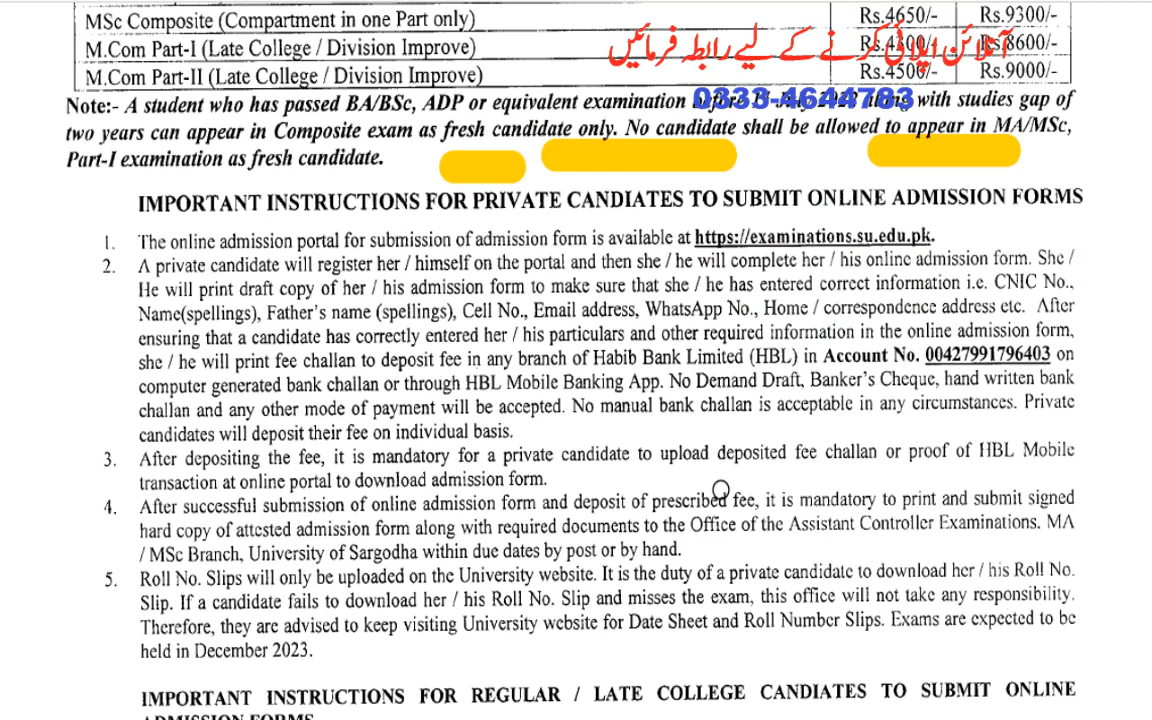 MSc Composite (Compartment in one Part only) Rs.4650/- Rs.9300/-
M.Com Part-I (Late College / Division Improve) Rs.8600/-
آنلائن اپلائی کرنے کے لیے رابطہ فرمائیں
M.Com Part-II (Late College / Division Improve) Rs.4500/- Rs.9000/-
0333-4644783
Note:- A student who has passed BA/BSc, ADP or equivalent examination with studies gap of
two years can appear in Composite exam as fresh candidate only. No candidate shall be allowed to appear in MA/MSc,
Part-I examination as fresh candidate.
IMPORTANT INSTRUCTIONS FOR PRIVATE CANDIATES TO SUBMIT ONLINE ADMISSION FORMS
1. The online admission portal for submission of admission form is available at https://examinations.su.edu.pk.
2. A private candidate will register her / himself on the portal and then she / he will complete her / his online admission form. She /
He will print draft copy of her / his admission form to make sure that she / he has entered correct information i.e. CNIC No.,
Name(spellings), Father's name (spellings), Cell No., Email address, WhatsApp No., Home / correspondence address etc. After
ensuring that a candidate has correctly entered her / his particulars and other required information in the online admission form,
she / he will print fee challan to deposit fee in any branch of Habib Bank Limited (HBL) in Account No. 00427991796403 on
computer generated bank challan or through HBL Mobile Banking App. No Demand Draft, Banker's Cheque, hand written bank
challan and any other mode of payment will be accepted. No manual bank challan is acceptable in any circumstances. Private
candidates will deposit their fee on individual basis.
3. After depositing the fee, it is mandatory for a private candidate to upload deposited fee challan or proof of HBL Mobile
transaction at online portal to download admission form.
4. After successful submission of online admission form and deposit of prescribed fee, it is mandatory to print and submit signed
hard copy of attested admission form along with required documents to the Office of the Assistant Controller Examinations, MA
/ MSc Branch, University of Sargodha within due dates by post or by hand.
5. Roll No. Slips will only be uploaded on the University website. It is the duty of a private candidate to download her / his Roll No.
Slip. If a candidate fails to download her / his Roll No. Slip and misses the exam, this office will not take any responsibility.
Therefore, they are advised to keep visiting University website for Date Sheet and Roll Number Slips. Exams are expected to be
held in December 2023.
IMPORTANT INSTRUCTIONS FOR REGULAR / LATE COLLEGE CANDIATES TO SUBMIT ONLINE
ADMISSION FORMS